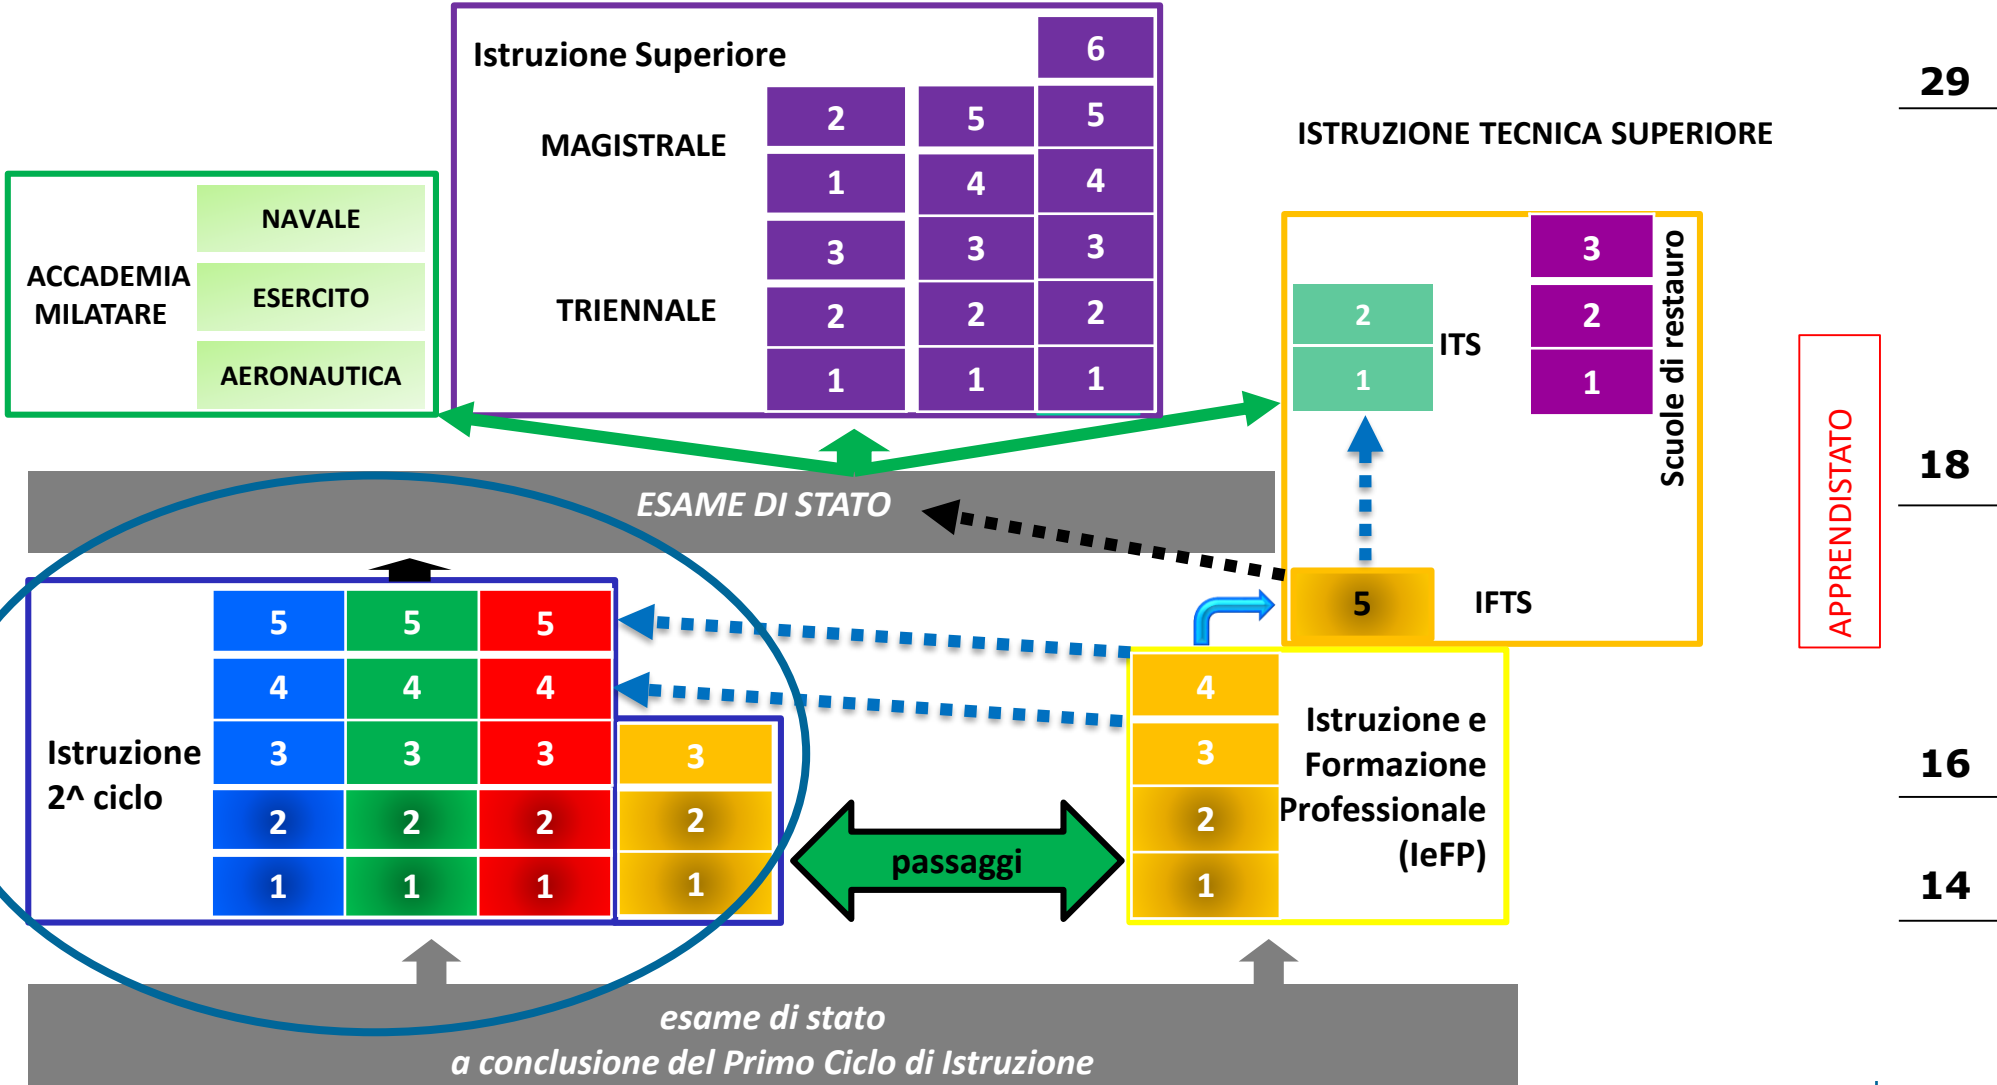 Istruzione Superiore
6
29
2 5 5
MAGISTRALE
ISTRUZIONE TECNICA SUPERIORE
1 4 4
NAVALE
3 3 3
3
ACCADEMIA
MILATARE
ESERCITO
TRIENNALE
2 2 2
2
ITS
2
Scuole di restauro
AERONAUTICA
1 1 1
1
1
APPRENDISTATO
18
ESAME DI STATO
5 5 5
5
IFTS
4 4 4
4
Istruzione
2^ ciclo
3 3 3 3
3
Istruzione e
Formazione
Professionale
(IeFP)
16
2 2 2 2
2
passaggi
1 1 1 1
1
14
esame di stato
a conclusione del Primo Ciclo di Istruzione